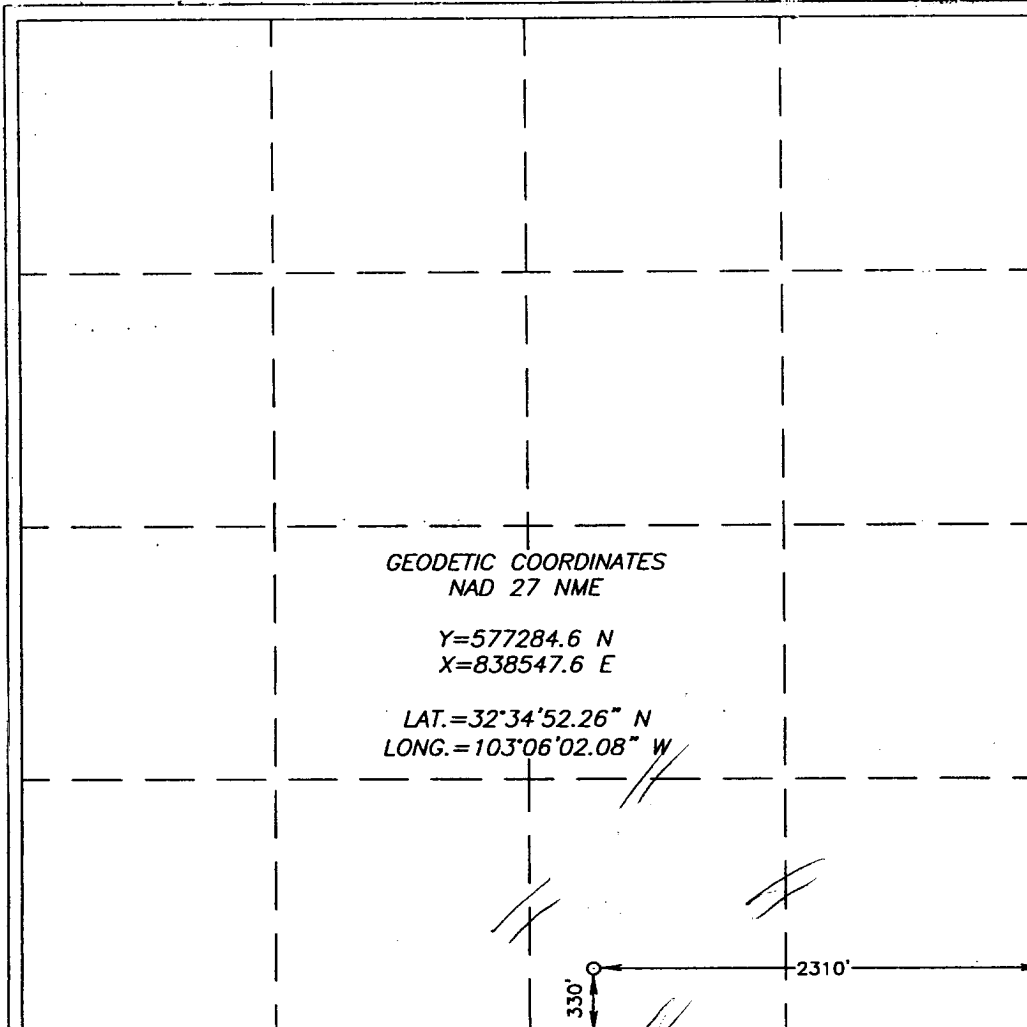 GEODETIC COORDINATES
NAD 27 NME
Y=577284.6 N
X=838547.6 E
LAT.=32°34'52.26" N
LONG.=103°06'02.08" W
2310'
330'